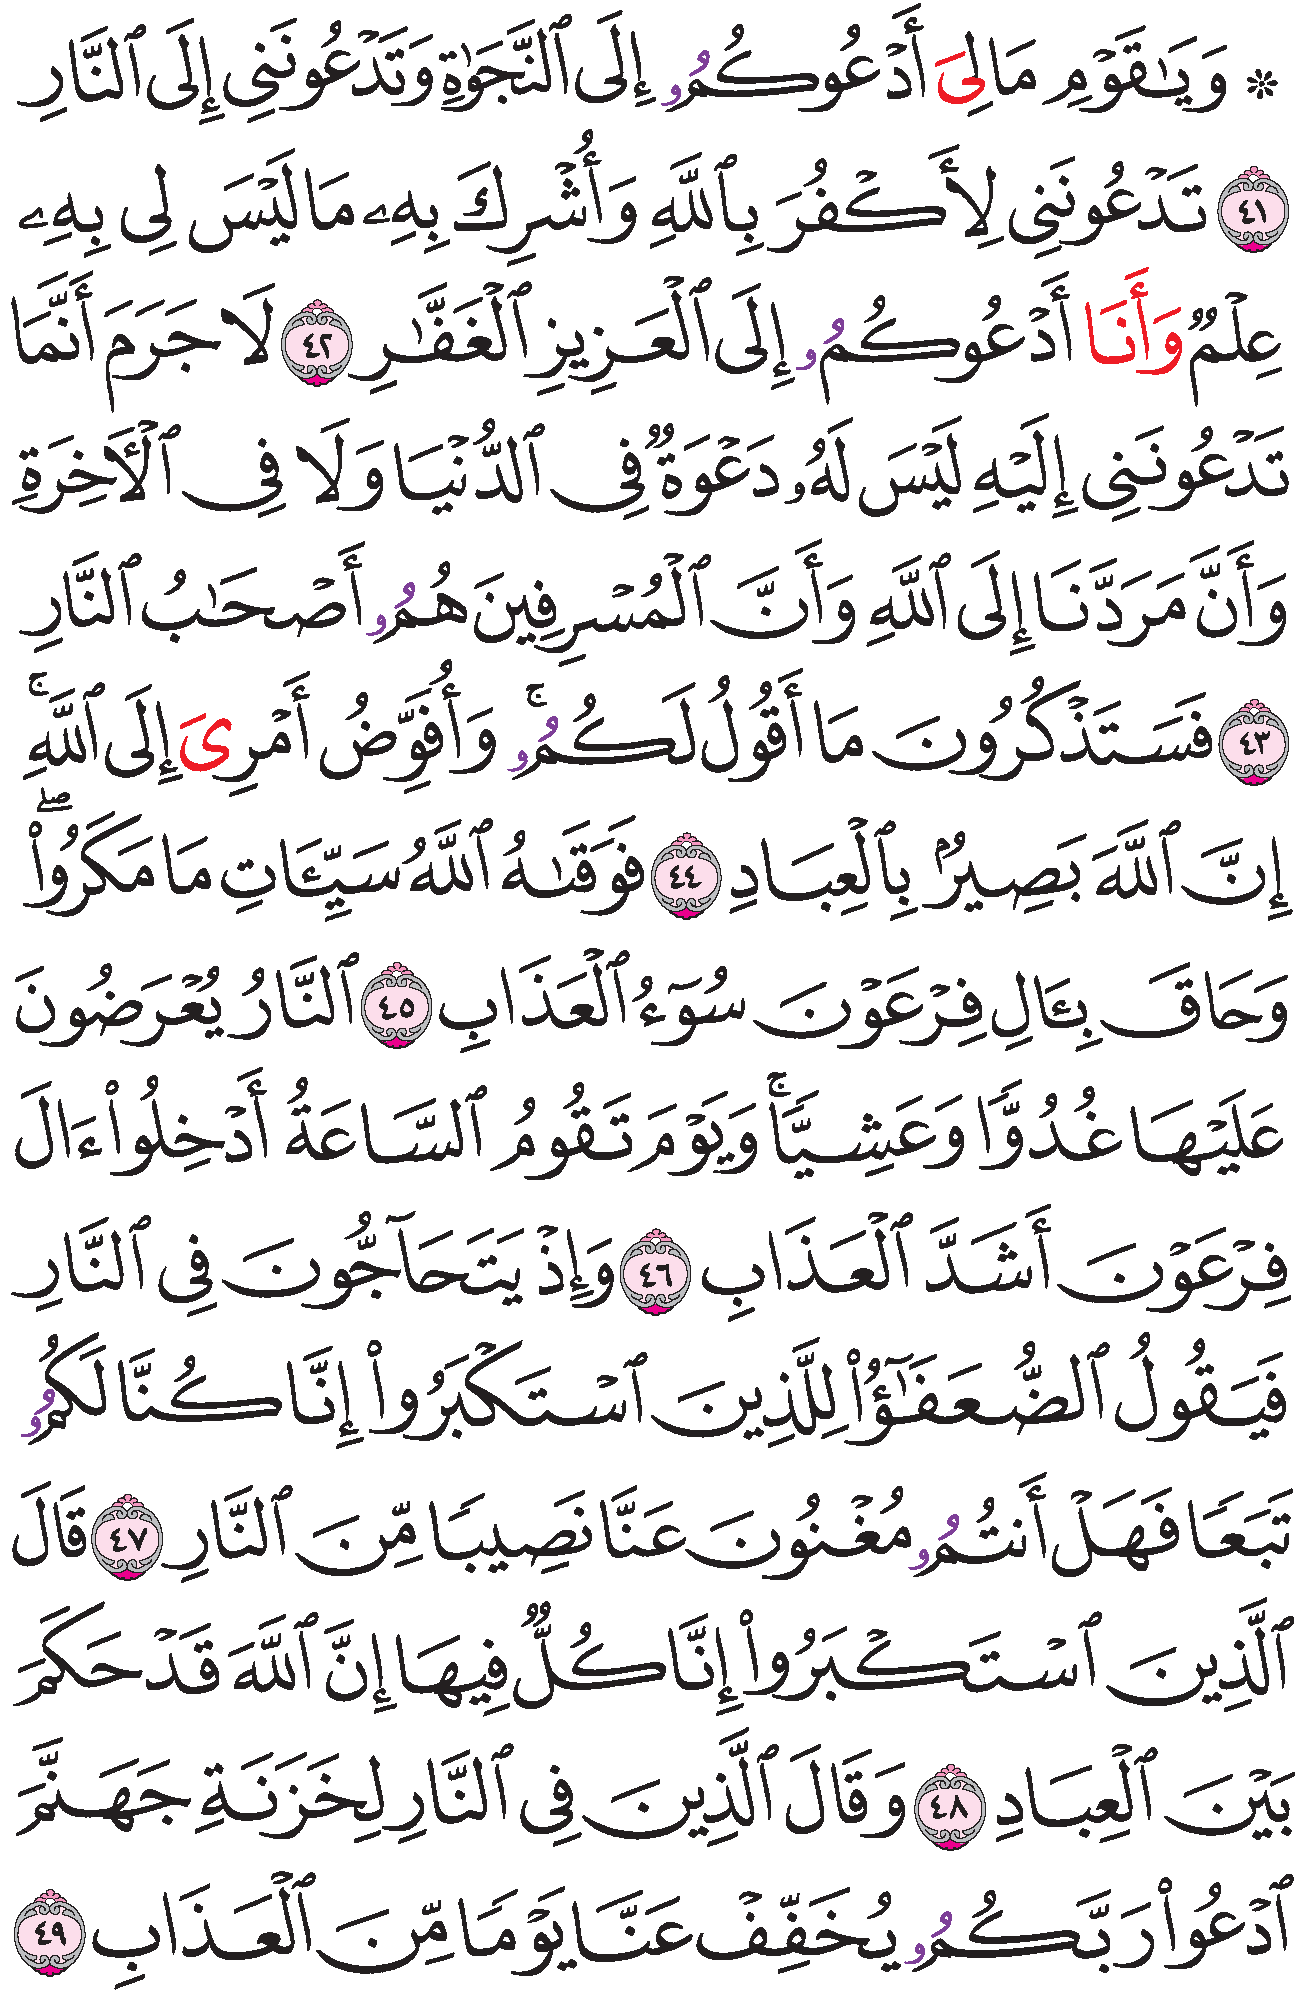 ۞ وَيَٰقَوۡمِ مَا لِىَ أَدۡعُوكُمُۥ إِلَى ٱلنَّجَوٰةِ وَتَدۡعُونَنِى إِلَى ٱلنَّارِ
٤١ تَدۡعُونَنِى لِأَكۡفُرَ بِٱللَّهِ وَأُشۡرِكَ بِهِۦ مَا لَيۡسَ لِى بِهِۦ
عِلۡمٌ وَأَنَا أَدۡعُوكُمُۥ إِلَى ٱلۡعَزِيزِ ٱلۡغَفَّٰرِ ٤٢ لَا جَرَمَ أَنَّمَا
تَدۡعُونَنِى إِلَيۡهِ لَيۡسَ لَهُۥ دَعۡوَةٌ فِى ٱلدُّنۡيَا وَلَا فِى ٱلۡأَخِرَةِ
وَأَنَّ مَرَدَّنَا إِلَى ٱللَّهِ وَأَنَّ ٱلۡمُسۡرِفِينَ هُمُۥ أَصۡحَٰبُ ٱلنَّارِ
٤٣ فَسَتَذۡكُرُونَ مَا أَقُولُ لَكُمُۥۚ وَأُفَوِّضُ أَمۡرِىَ إِلَى ٱللَّهِۚ
إِنَّ ٱللَّهَ بَصِيرُۢ بِٱلۡعِبَادِ ٤٤ فَوَقَىٰهُ ٱللَّهُ سَيِّـَٔاتِ مَا مَكَرُواْۖ
وَحَاقَ بِـَٔالِ فِرۡعَوۡنَ سُوٓءُ ٱلۡعَذَابِ ٤٥ ٱلنَّارُ يُعۡرَضُونَ
عَلَيۡهَا غُدُوًّا وَعَشِيًّاۚ وَيَوۡمَ تَقُومُ ٱلسَّاعَةُ أَدۡخِلُواْ ءَالَ
فِرۡعَوۡنَ أَشَدَّ ٱلۡعَذَابِ ٤٦ وَإِذۡ يَتَحَآجُّونَ فِى ٱلنَّارِ
فَيَقُولُ ٱلضُّعَفَٰٓؤُاْ لِلَّذِينَ ٱسۡتَكۡبَرُواْ إِنَّا كُنَّا لَكُمُۥ
تَبَعًا فَهَلۡ أَنتُمُۥ مُغۡنُونَ عَنَّا نَصِيبًا مِّنَ ٱلنَّارِ ٤٧ قَالَ
ٱلَّذِينَ ٱسۡتَكۡبَرُواْ إِنَّا كُلٌّ فِيهَا إِنَّ ٱللَّهَ قَدۡ حَكَمَ
بَيۡنَ ٱلۡعِبَادِ ٤٨ وَقَالَ ٱلَّذِينَ فِى ٱلنَّارِ لِخَزَنَةِ جَهَنَّمَ
ٱدۡعُواْ رَبَّكُمُۥ يُخَفِّفۡ عَنَّا يَوۡمًا مِّنَ ٱلۡعَذَابِ ٤٩